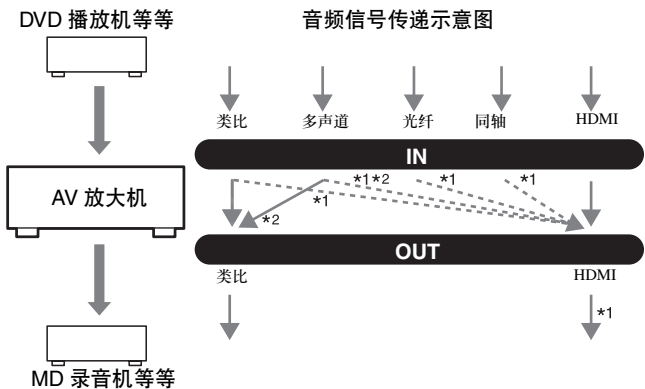 DVD 播放机等等
音频信号传递示意图
类比 多声道 光纤 同轴 HDMI
IN
AV 放大机
*1*2 *1 *1
*1
*2
OUT
类比 HDMI
*1
MD 录音机等等